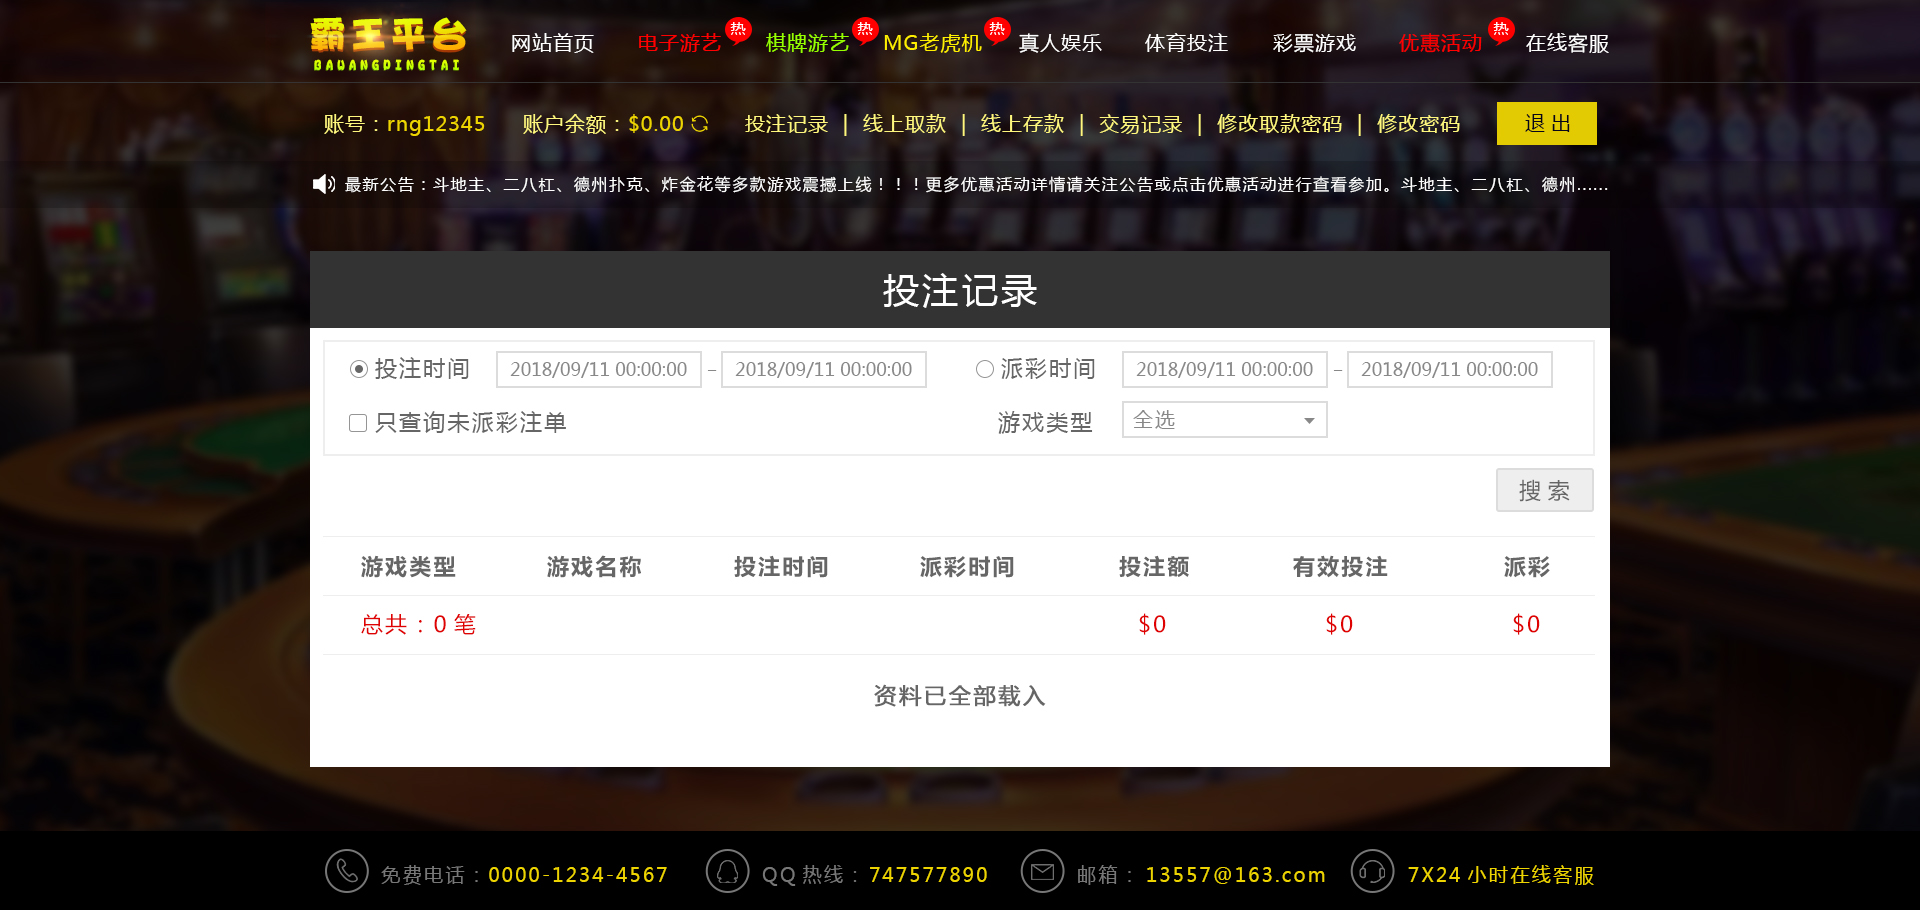 霸王平台
BAWANGPINGTAI
网站首页 电子游艺 热 棋牌游艺 热 MG老虎机 热 真人娱乐 体育投注 彩票游戏 优惠活动 热 在线客服
账号：rng12345 账户余额：$0.00 投注记录 | 线上取款 | 线上存款 | 交易记录 | 修改取款密码 | 修改密码 退 出
最新公告：斗地主、二八杠、德州扑克、炸金花等多款游戏震撼上线！！！更多优惠活动详情请关注公告或点击优惠活动进行查看参加。斗地主、二八杠、德州......
投注记录
投注时间 2018/09/11 00:00:00 – 2018/09/11 00:00:00 派彩时间 2018/09/11 00:00:00 – 2018/09/11 00:00:00
只查询未派彩注单 游戏类型 全选
搜 索
游戏类型 游戏名称 投注时间 派彩时间 投注额 有效投注 派彩
总共：0 笔 $0 $0 $0
资料已全部载入
免费电话：0000-1234-4567 QQ 热线：747577890 邮箱：13557@163.com 7X24 小时在线客服